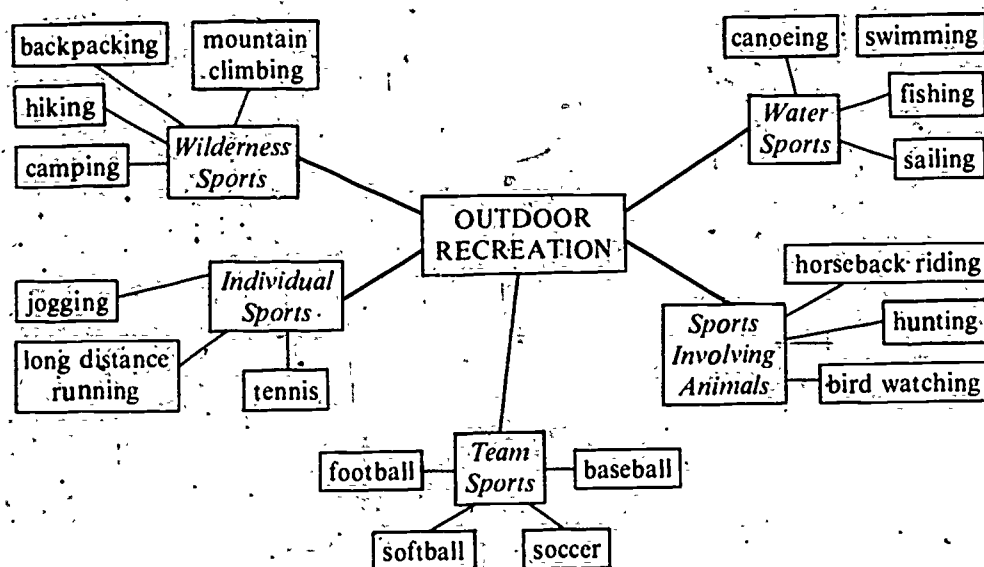 backpacking
mountain
climbing
hiking
camping
Wilderness
Sports
canoeing
swimming
Water
Sports
fishing
sailing
OUTDOOR
RECREATION
jogging
Individual
Sports
long distance
running
tennis
horseback riding
Sports
Involving
Animals
hunting
bird watching
Team
Sports
football
baseball
softball
soccer